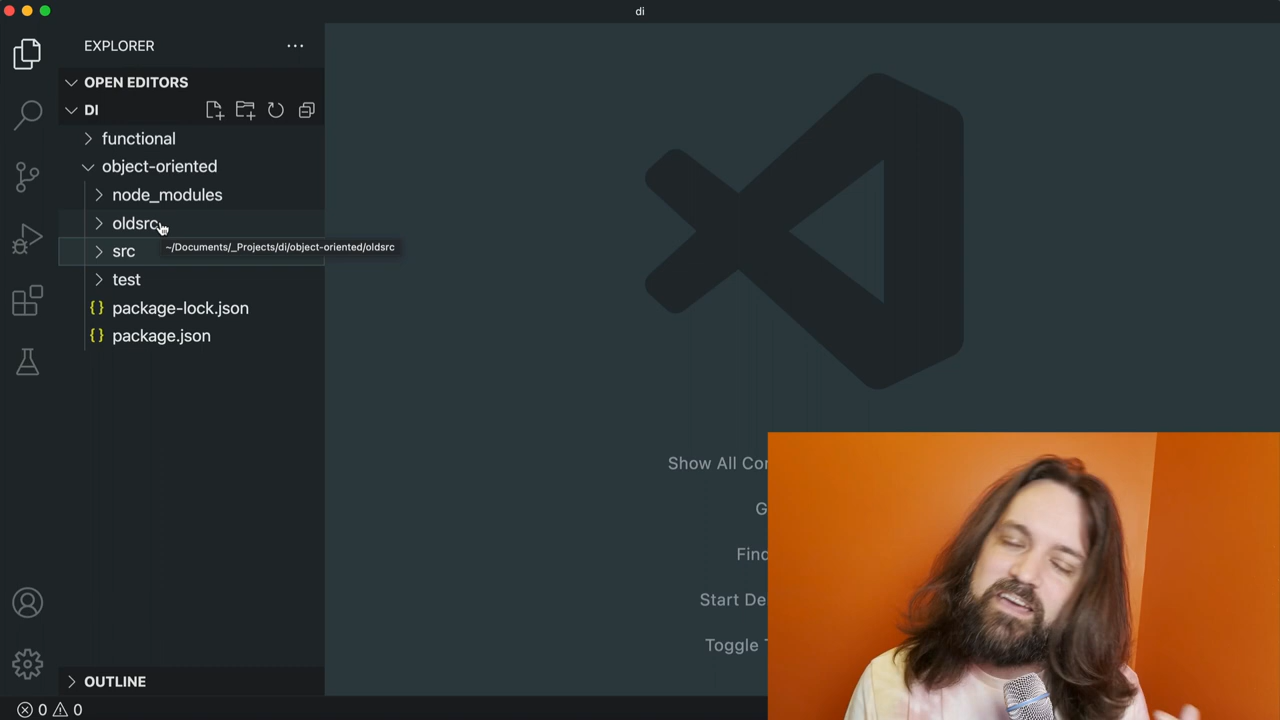 di
EXPLORER
OPEN EDITORS
DI
functional
object-oriented
node_modules
oldsrc
~/Documents/_Projects/di/object-oriented/oldsrc
src
test
{} package-lock.json
{} package.json
Show All Co
G
Find
Start De
Toggle
OUTLINE
0 0